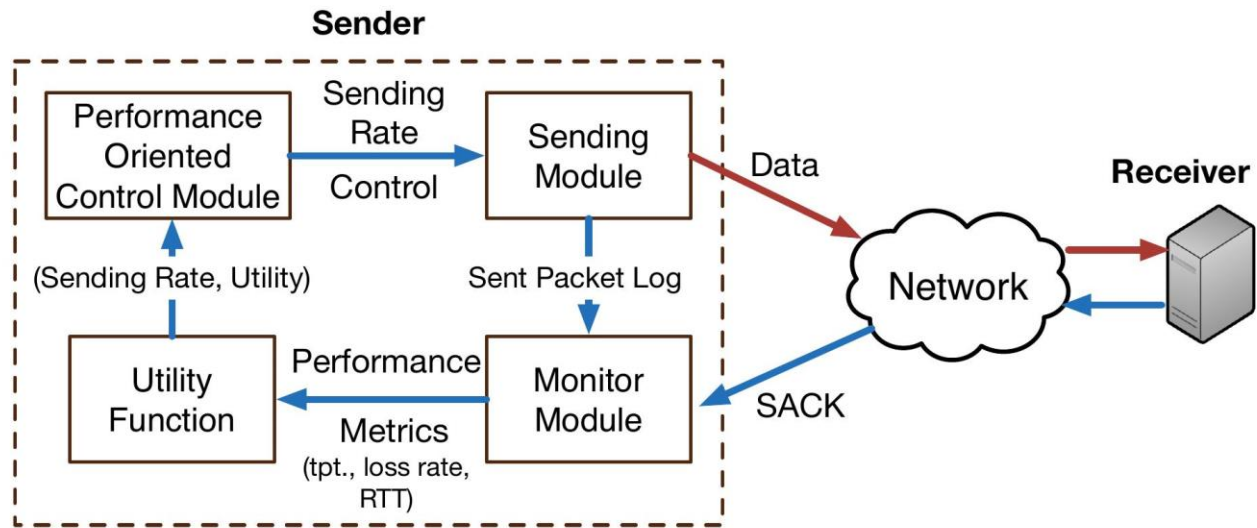 Sender
Performance
Oriented
Control Module
Sending
Rate
Control
Sending
Module
Data
Receiver
(Sending Rate, Utility)
Sent Packet Log
Network
Utility
Function
Performance
Metrics
(tpt., loss rate,
RTT)
Monitor
Module
SACK